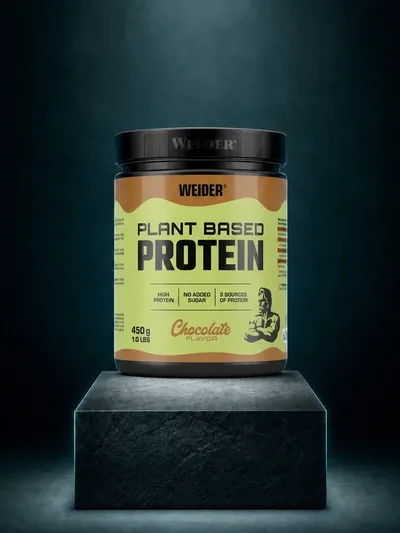 WEIDER®
WEIDER®
PLANT BASED
PROTEIN
HIGH
PROTEIN
NO ADDED
SUGAR
3 SOURCES
OF PROTEIN
450 g
1.0 LBS
Chocolate
FLAVOR